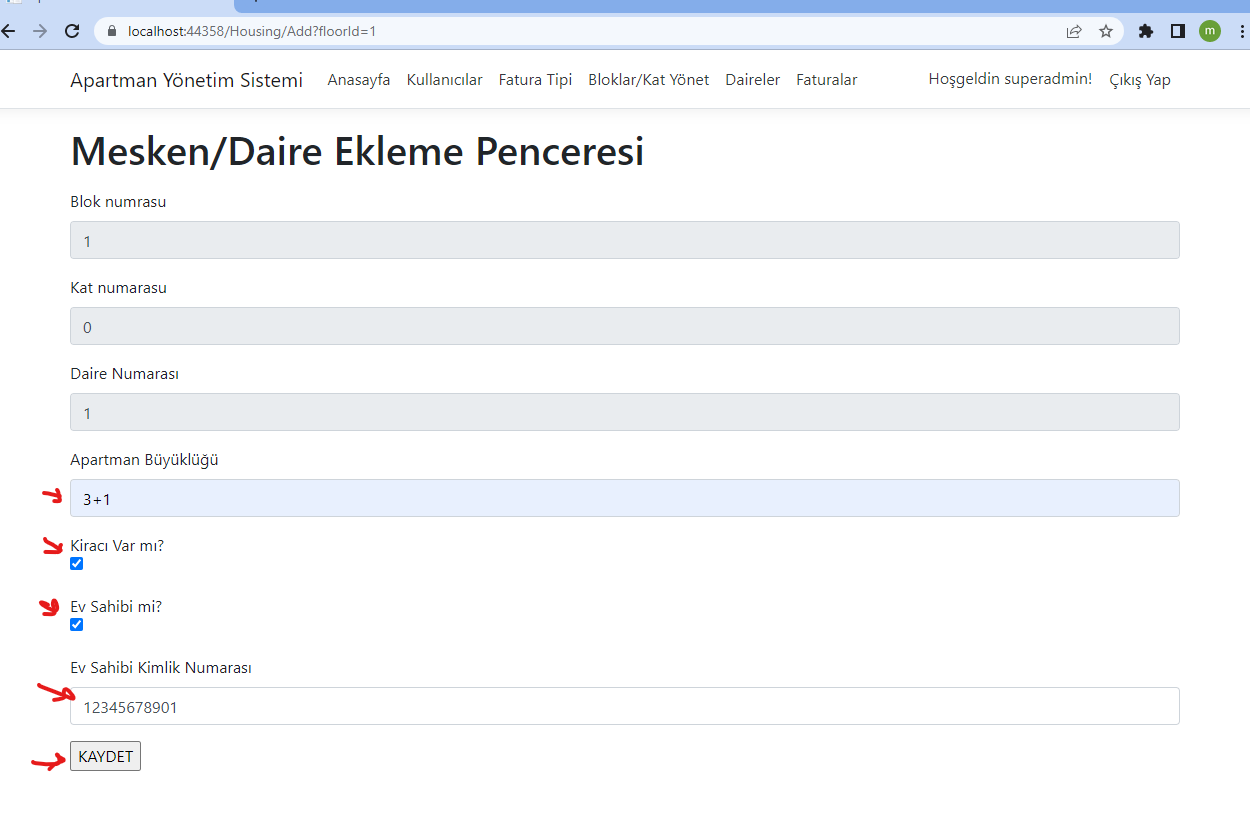 localhost:44358/Housing/Add?floorId=1
m
Apartman Yönetim Sistemi Anasayfa Kullanıcılar Fatura Tipi Bloklar/Kat Yönet Daireler Faturalar Hoşgeldin superadmin! Çıkış Yap
Mesken/Daire Ekleme Penceresi
Blok numrasu
1
Kat numarasu
0
Daire Numarası
1
Apartman Büyüklüğü
3+1
Kiracı Var mı?
Ev Sahibi mi?
Ev Sahibi Kimlik Numarası
12345678901
KAYDET